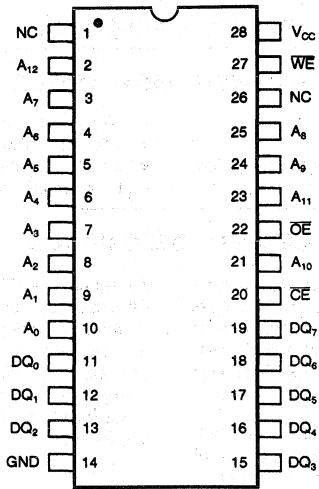 NC 1 28 VCC
A12 2 27 WE
A7 3 26 NC
A6 4 25 A8
A5 5 24 A9
A4 6 23 A11
A3 7 22 OE
A2 8 21 A10
A1 9 20 CE
A0 10 19 DQ7
DQ0 11 18 DQ6
DQ1 12 17 DQ5
DQ2 13 16 DQ4
GND 14 15 DQ3